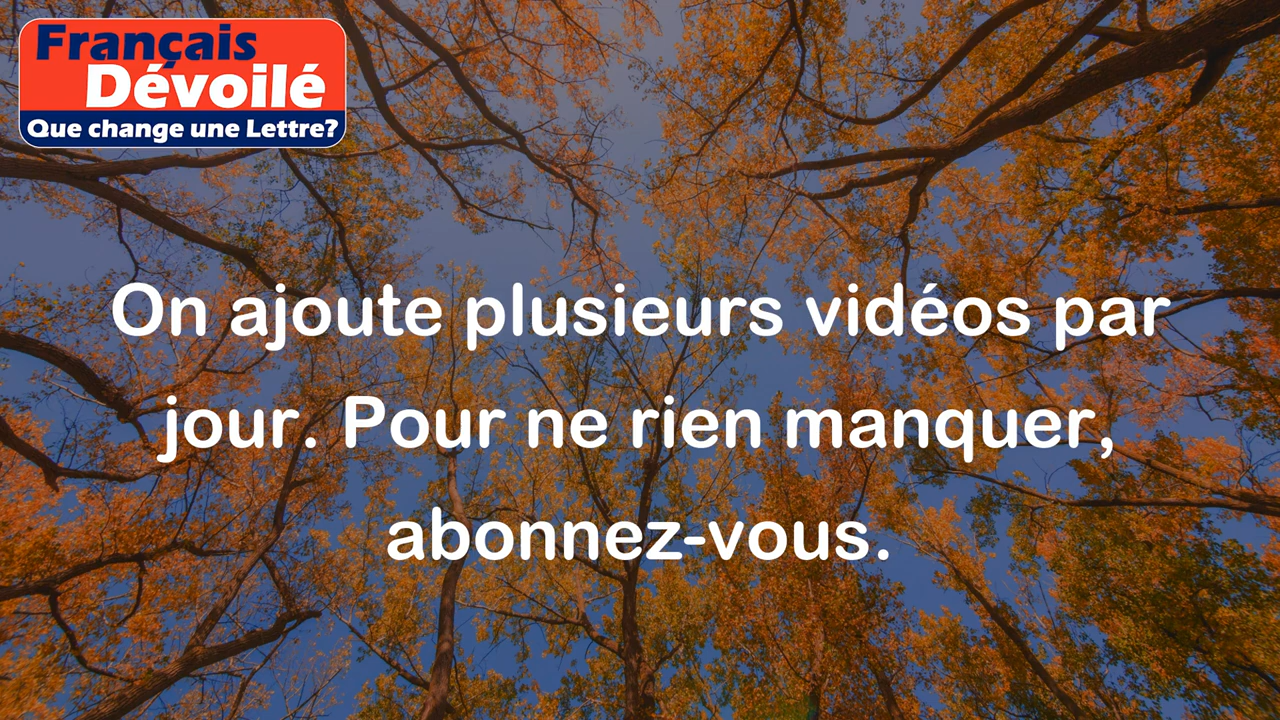 Français
Dévoilé
Que change une Lettre?
On ajoute plusieurs vidéos par
jour. Pour ne rien manquer,
abonnez-vous.